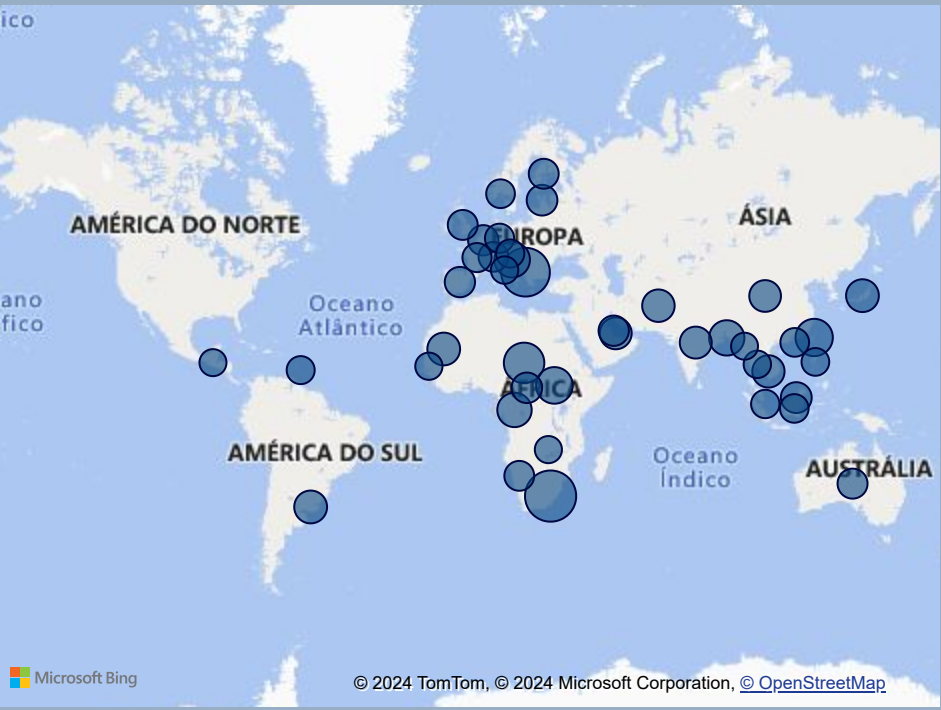 ico
AMÉRICA DO NORTE
ÁSIA
EUROPA
ano
fico
Oceano
Atlântico
ÁFRICA
AMÉRICA DO SUL
Oceano
Índico
AUSTRÁLIA
Microsoft Bing
© 2024 TomTom, © 2024 Microsoft Corporation, © OpenStreetMap